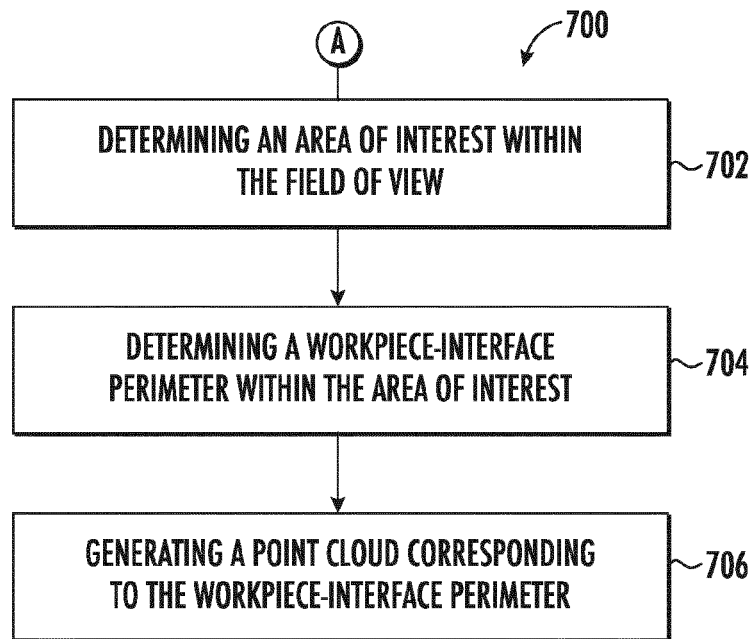 A
700
DETERMINING AN AREA OF INTEREST WITHIN
THE FIELD OF VIEW
702
DETERMINING A WORKPIECE-INTERFACE
PERIMETER WITHIN THE AREA OF INTEREST
704
GENERATING A POINT CLOUD CORRESPONDING
TO THE WORKPIECE-INTERFACE PERIMETER
706